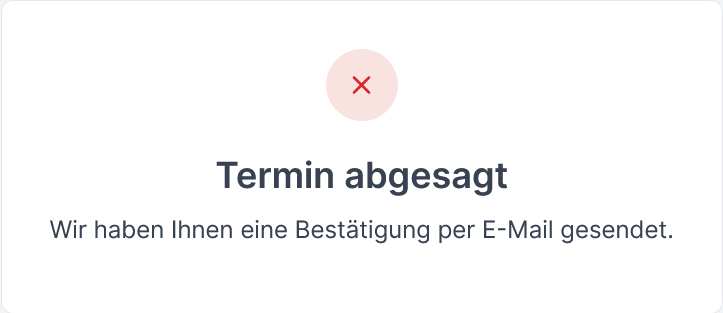 Termin abgesagt
Wir haben Ihnen eine Bestätigung per E-Mail gesendet.